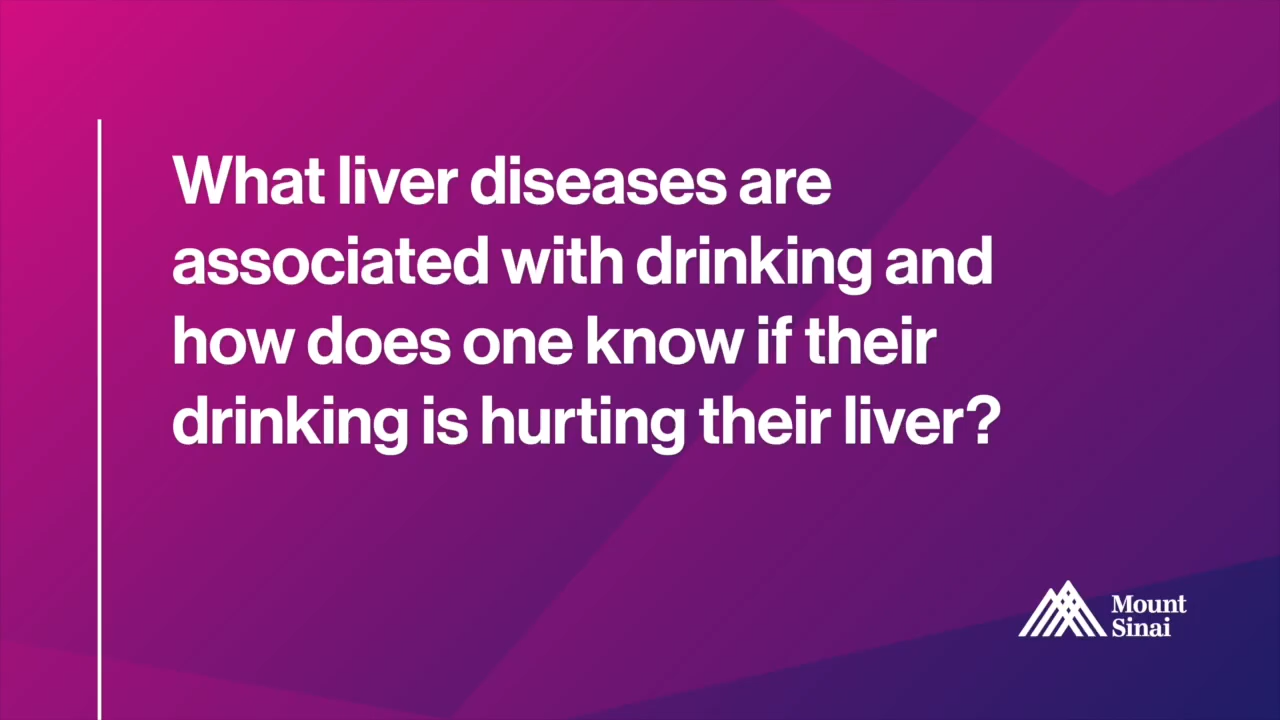 What liver diseases are
associated with drinking and
how does one know if their
drinking is hurting their liver?
Mount
Sinai